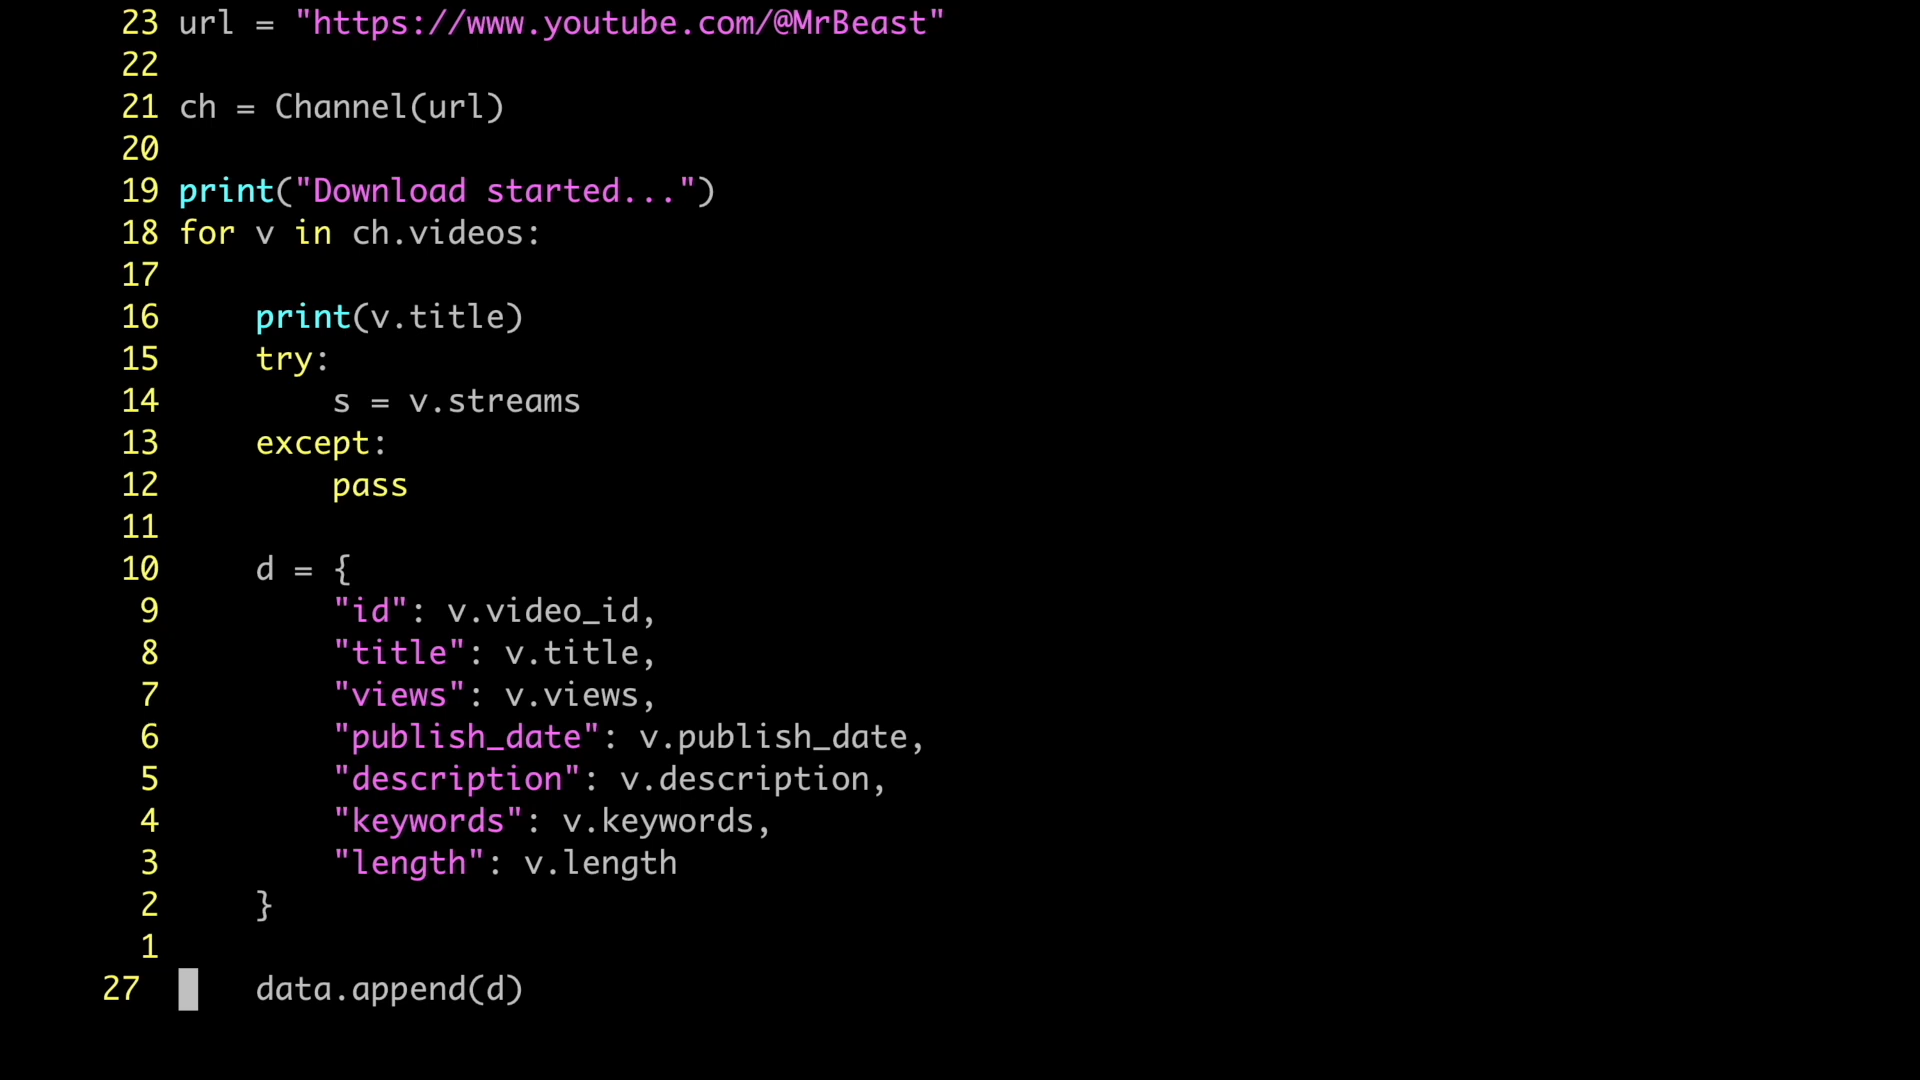 23 url = "https://www.youtube.com/@MrBeast"
22
21 ch = Channel(url)
20
19 print("Download started...")
18 for v in ch.videos:
17
16     print(v.title)
15     try:
14         s = v.streams
13     except:
12         pass
11
10     d = {
9         "id": v.video_id,
8         "title": v.title,
7         "views": v.views,
6         "publish_date": v.publish_date,
5         "description": v.description,
4         "keywords": v.keywords,
3         "length": v.length
2     }
1
27     data.append(d)